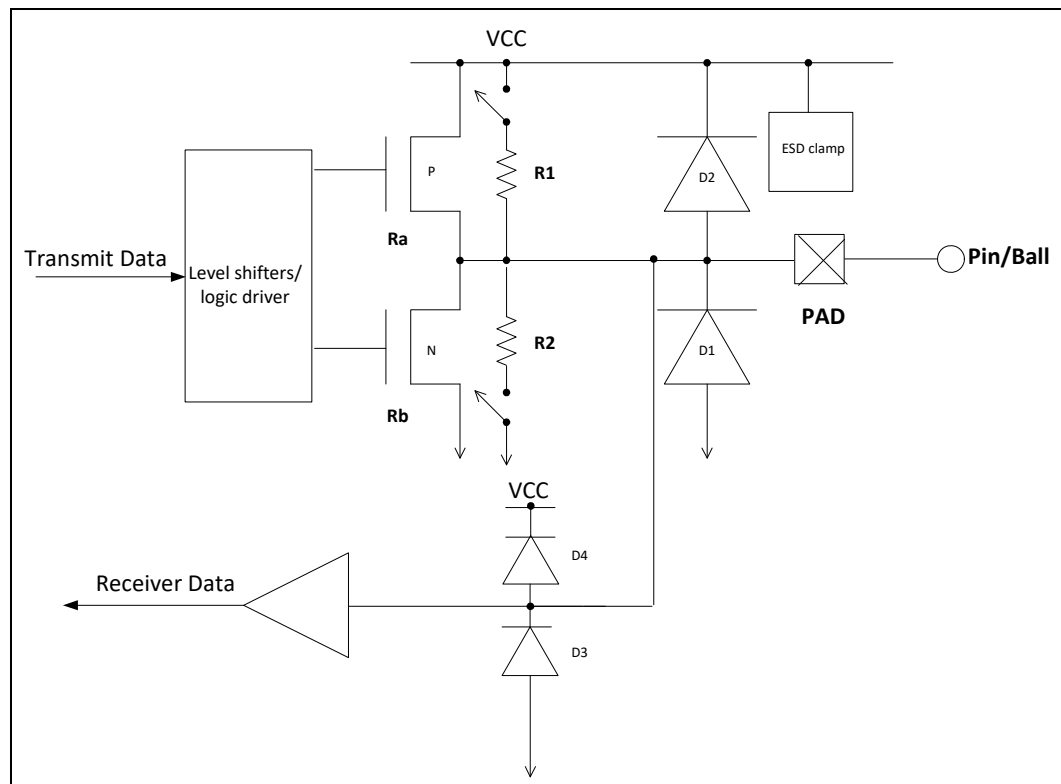 VCC
ESD clamp
P
R1
D2
Ra
Transmit Data
Level shifters/
logic driver
Pin/Ball
PAD
R2
N
D1
Rb
VCC
D4
Receiver Data
D3